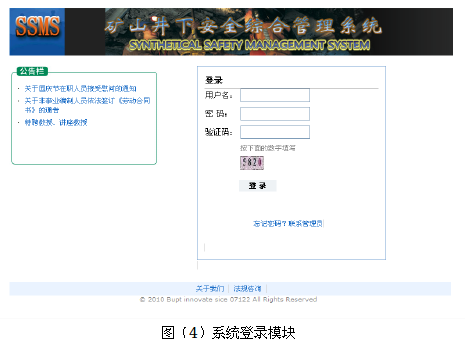 SSMS
矿山井下安全综合管理系统
SYNTHETICAL SAFETY MANAGEMENT SYSTEM
公告栏
· 关于国庆节在职人员接受慰问的通知
· 关于事业编制人员依法签订《劳动合同
书》的通告
· 特聘教授、讲座教授
登录
用户名:
密 码:
验证码:
按下面的数字填写
5820
登 录
忘记密码？联系管理员
关于我们 | 法规咨询 |
© 2010 Bupt innovate sice 07122 All Rights Reserved
图（4）系统登录模块